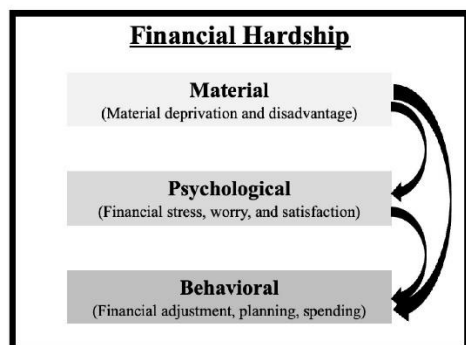 Financial Hardship
Material
(Material deprivation and disadvantage)
Psychological
(Financial stress, worry, and satisfaction)
Behavioral
(Financial adjustment, planning, spending)